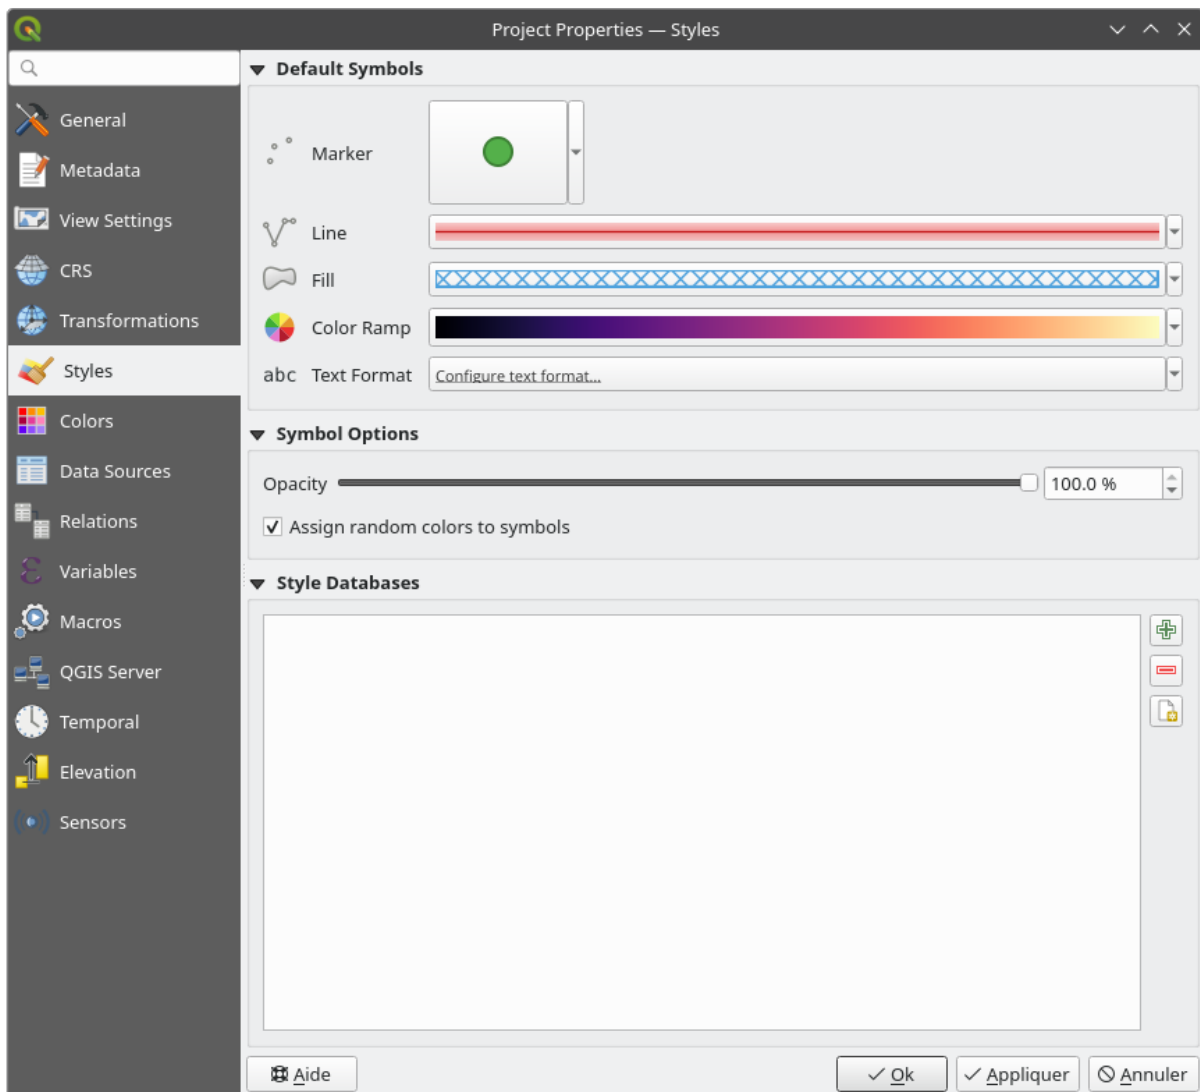 Project Properties — Styles
General
Metadata
View Settings
CRS
Transformations
Styles
Colors
Data Sources
Relations
Variables
Macros
QGIS Server
Temporal
Elevation
Sensors
Default Symbols
Marker
Line
Fill
Color Ramp
abc Text Format Configure text format...
Symbol Options
Opacity 100.0 %
Assign random colors to symbols
Style Databases
Aide Ok Appliquer Annuler